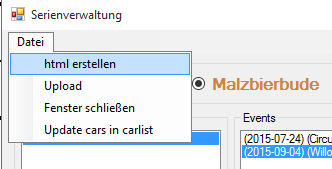 Serienverwaltung
Datei
html erstellen
Upload
Fenster schließen
Update cars in carlist
Malzbierbude
Events
(2015-07-24) (Circu
(2015-09-04) (Willo